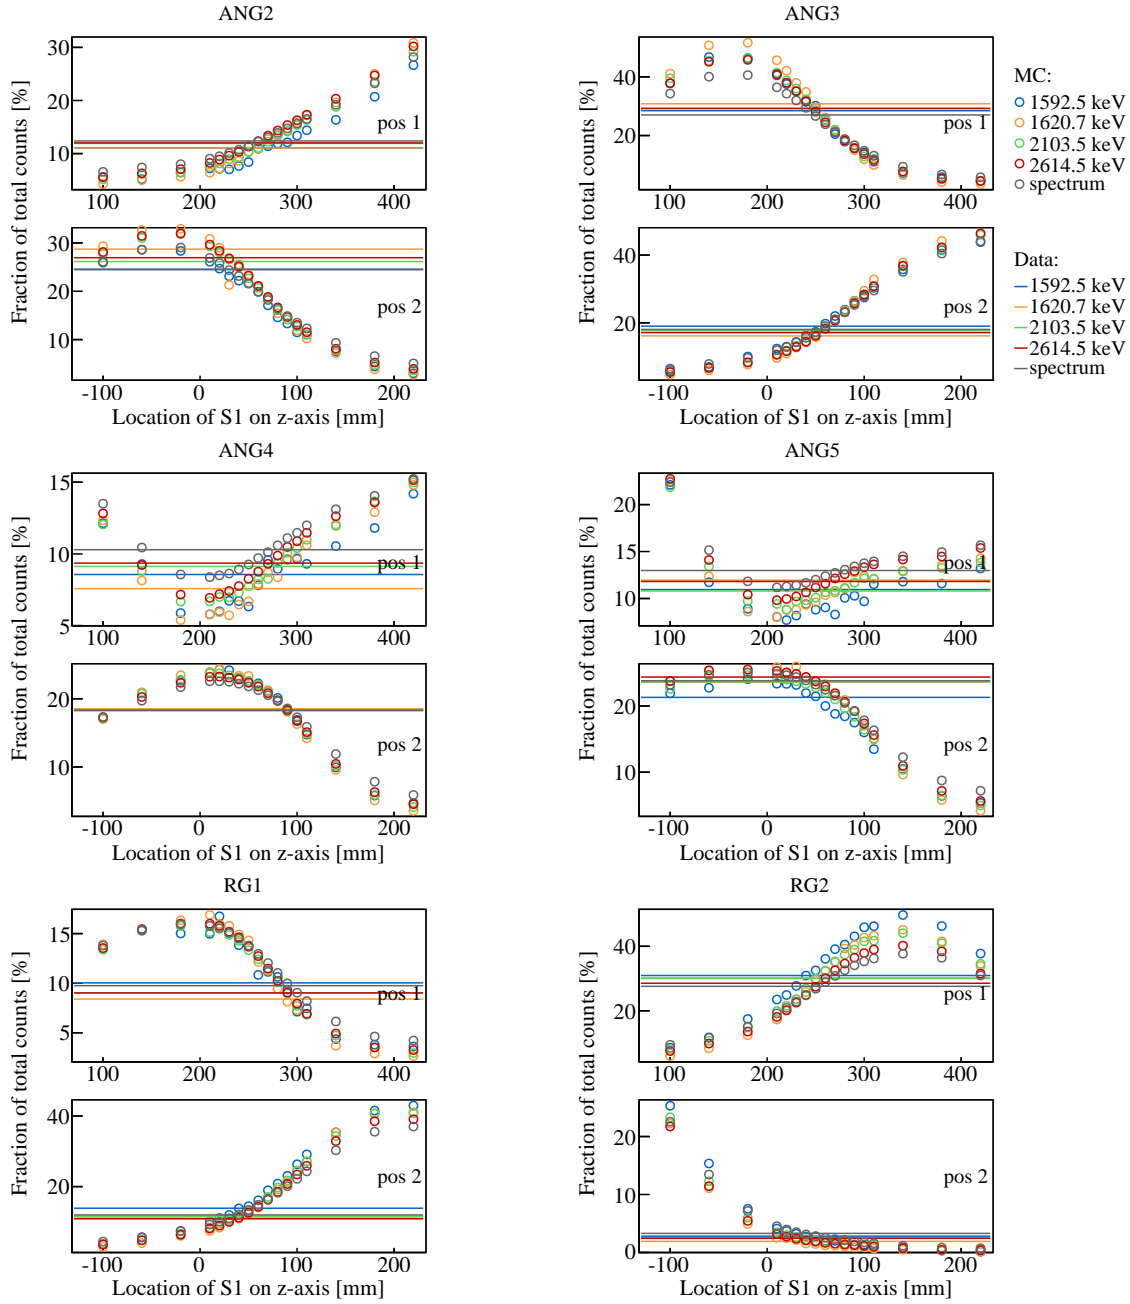 ANG2
Fraction of total counts [%]
30
20
10
pos 1
100
200
300
400
30
20
10
pos 2
-100
0
100
200
Location of S1 on z-axis [mm]
ANG3
Fraction of total counts [%]
40
20
pos 1
100
200
300
400
40
20
pos 2
-100
0
100
200
Location of S1 on z-axis [mm]
MC:
1592.5 keV
1620.7 keV
2103.5 keV
2614.5 keV
spectrum
Data:
1592.5 keV
1620.7 keV
2103.5 keV
2614.5 keV
spectrum
ANG4
Fraction of total counts [%]
15
10
5
pos 1
100
200
300
400
20
10
pos 2
-100
0
100
200
Location of S1 on z-axis [mm]
ANG5
Fraction of total counts [%]
20
15
10
pos 1
100
200
300
400
20
10
pos 2
-100
0
100
200
Location of S1 on z-axis [mm]
RG1
Fraction of total counts [%]
15
10
5
pos 1
100
200
300
400
40
20
pos 2
-100
0
100
200
Location of S1 on z-axis [mm]
RG2
Fraction of total counts [%]
40
20
pos 1
100
200
300
400
20
10
0
pos 2
-100
0
100
200
Location of S1 on z-axis [mm]